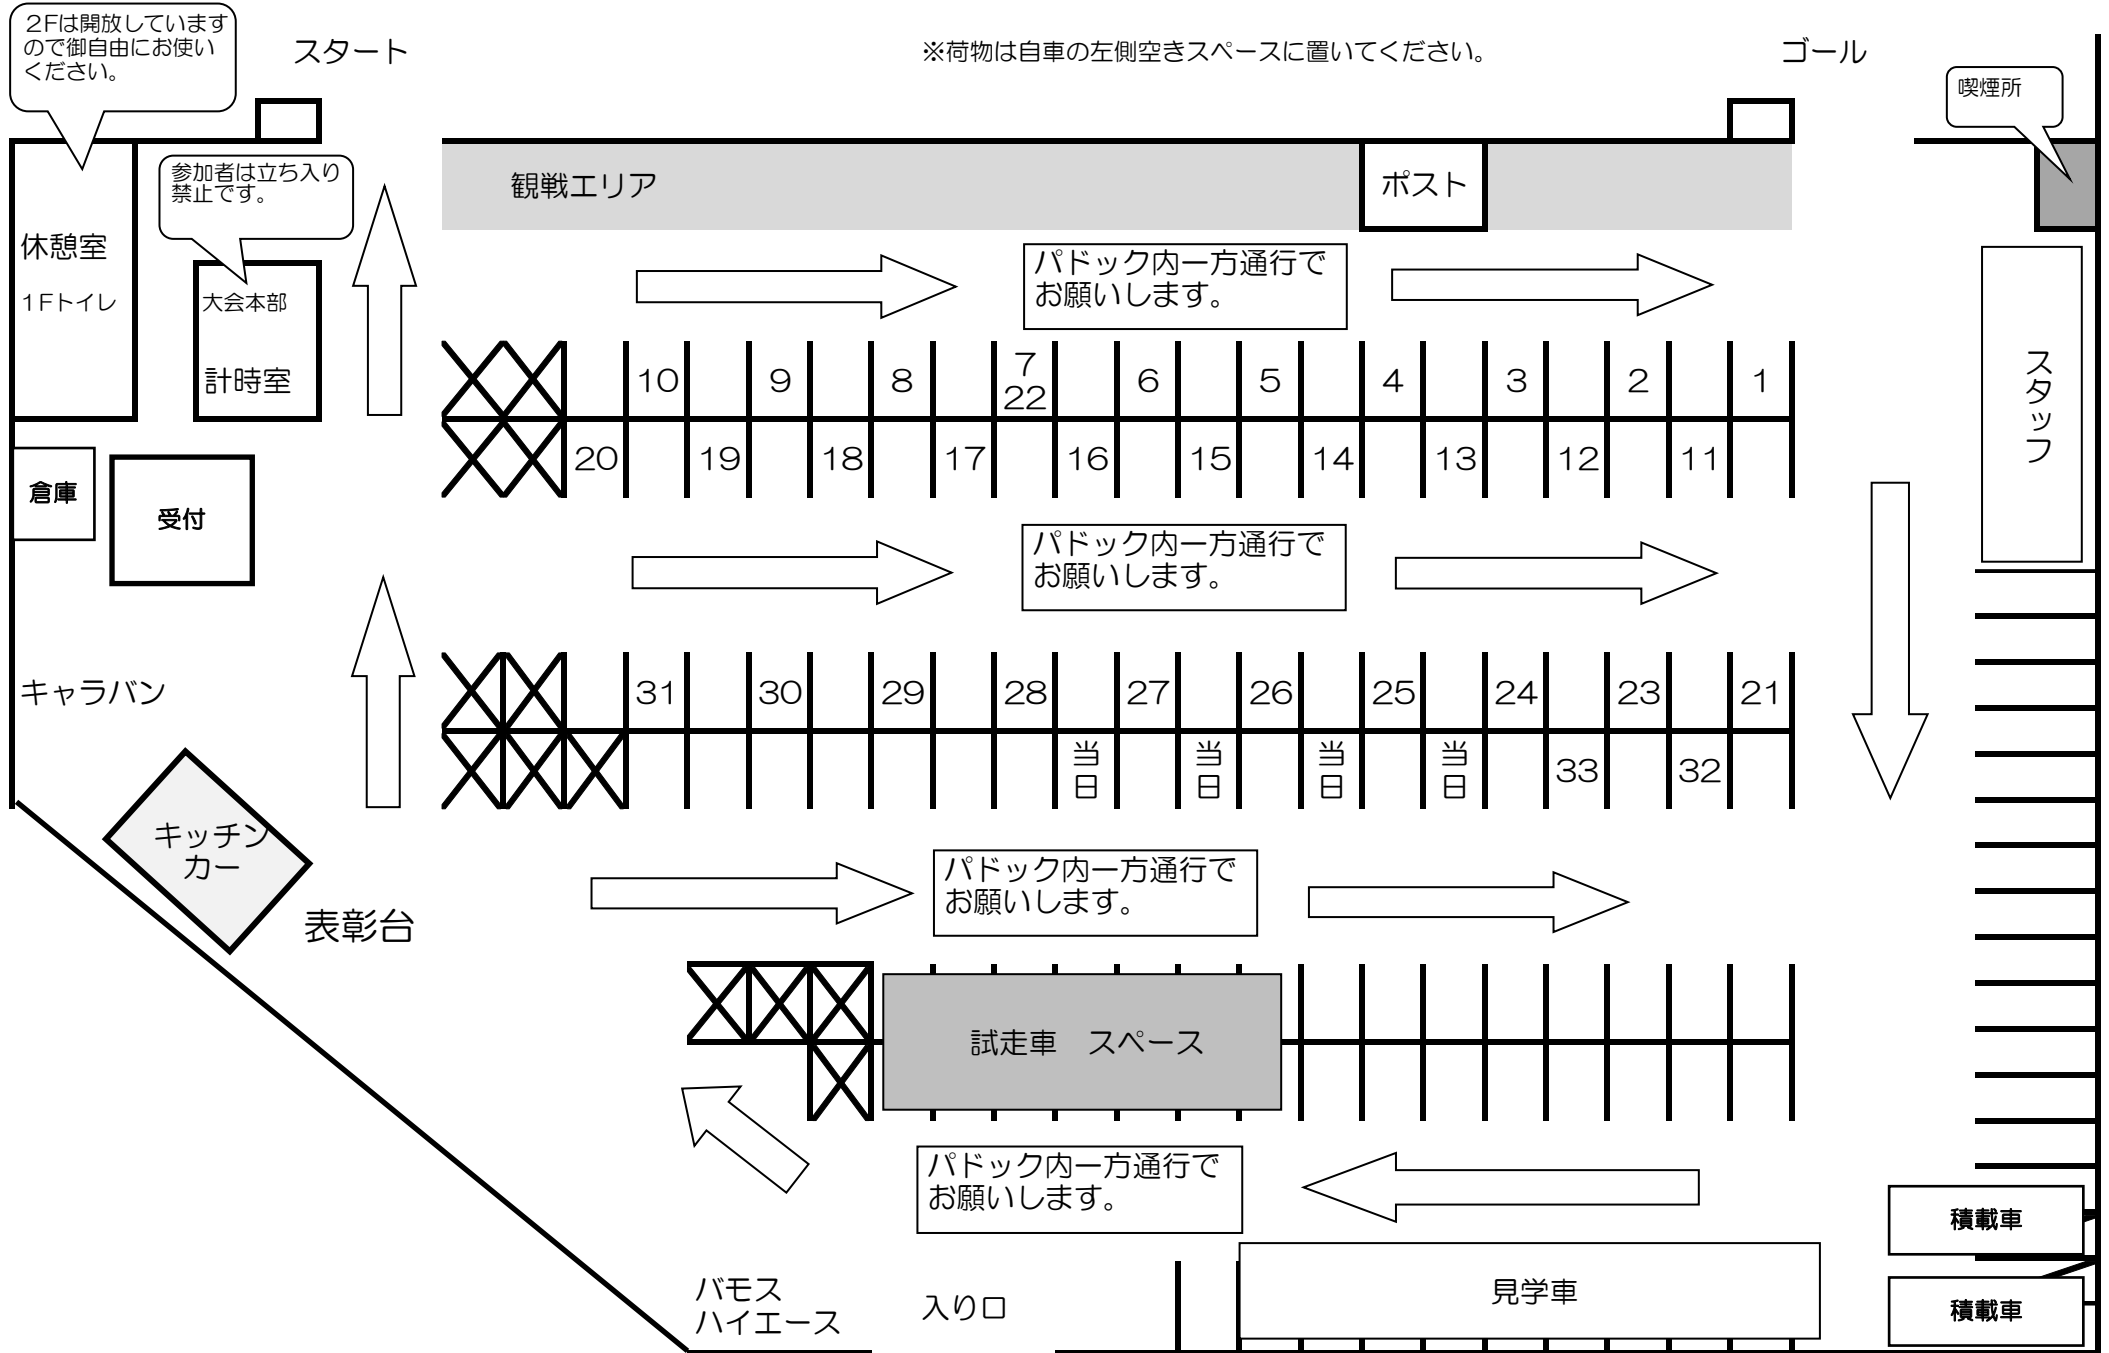 ２Fは開放しています
ので御自由にお使い
ください。
スタート
※荷物は自車の左側空きスペースに置いてください。
ゴール
喫煙所
参加者は立ち入り
禁止です。
観戦エリア
ポスト
休憩室
１Fトイレ
大会本部
計時室
パドック内一方通行で
お願いします。
スタッフ
10 9 8 7 22 6 5 4 3 2 1
20 19 18 17 16 15 14 13 12 11
倉庫
受付
パドック内一方通行で
お願いします。
キャラバン
31 30 29 28 27 26 25 24 23 21
当日 当日 当日 当日 33 32
キッチン
カー
表彰台
パドック内一方通行で
お願いします。
試走車　スペース
パドック内一方通行で
お願いします。
積載車
見学車
積載車
バモス
ハイエース
入り口